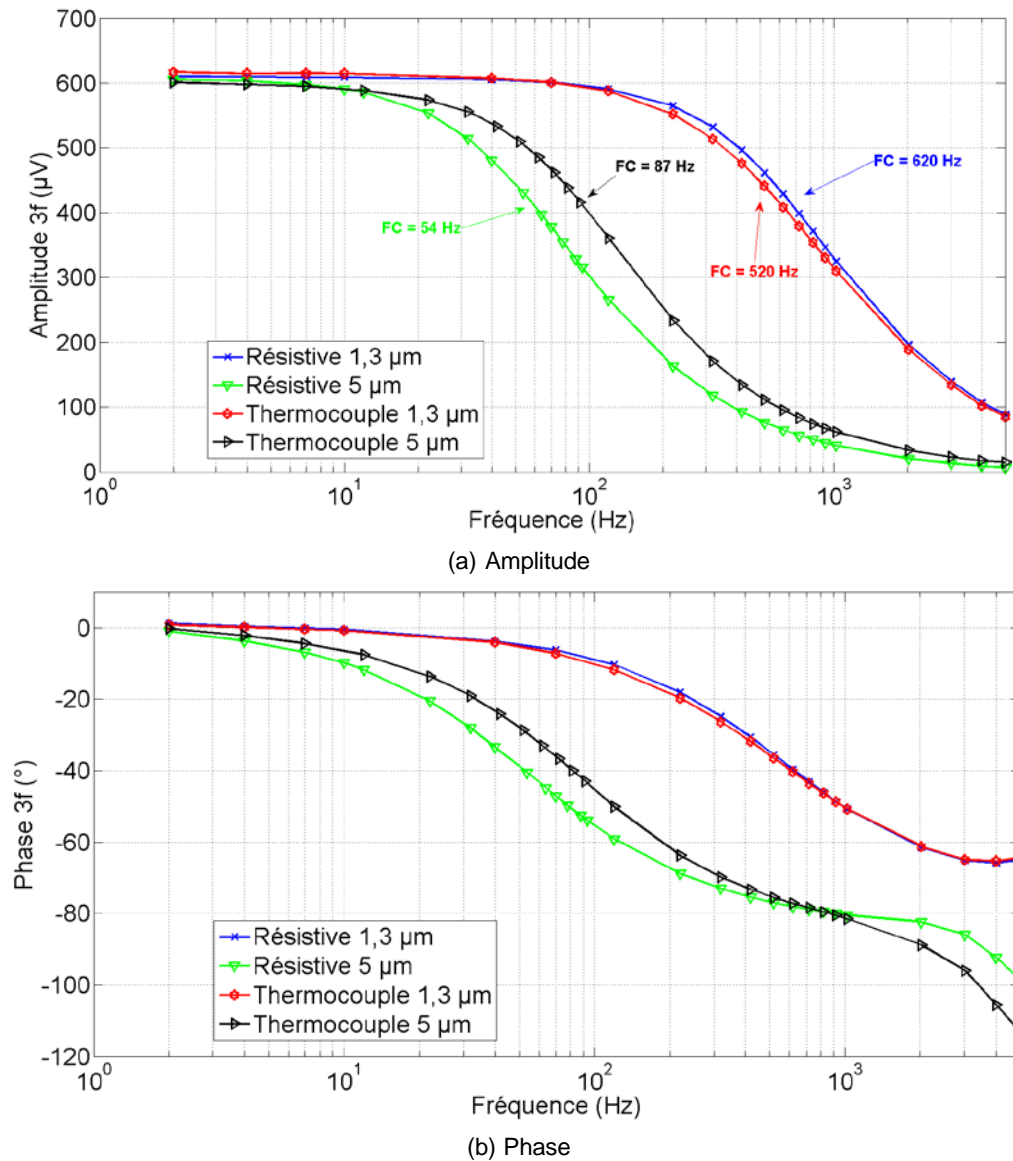 700
600
500
400
300
200
100
0
Amplitude 3f (µV)
FC = 87 Hz
FC = 620 Hz
FC = 54 Hz
FC = 520 Hz
Résistive 1,3 µm
Résistive 5 µm
Thermocouple 1,3 µm
Thermocouple 5 µm
10^0 10^1 10^2 10^3
Fréquence (Hz)
(a) Amplitude
0
-20
-40
-60
-80
-100
-120
Phase 3f (°)
Résistive 1,3 µm
Résistive 5 µm
Thermocouple 1,3 µm
Thermocouple 5 µm
10^0 10^1 10^2 10^3
Fréquence (Hz)
(b) Phase